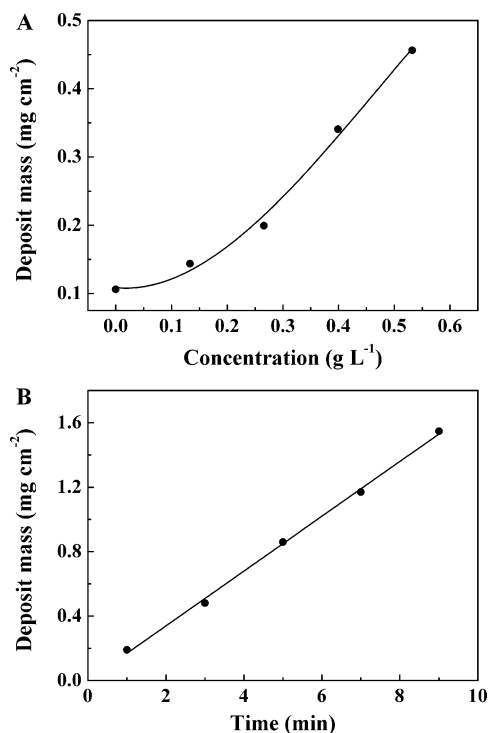 A
0.5
0.4
0.3
0.2
0.1
Deposit mass (mg cm⁻²)
0.0 0.1 0.2 0.3 0.4 0.5 0.6
Concentration (g L⁻¹)
B
1.6
1.2
0.8
0.4
0.0
Deposit mass (mg cm⁻²)
0 2 4 6 8 10
Time (min)